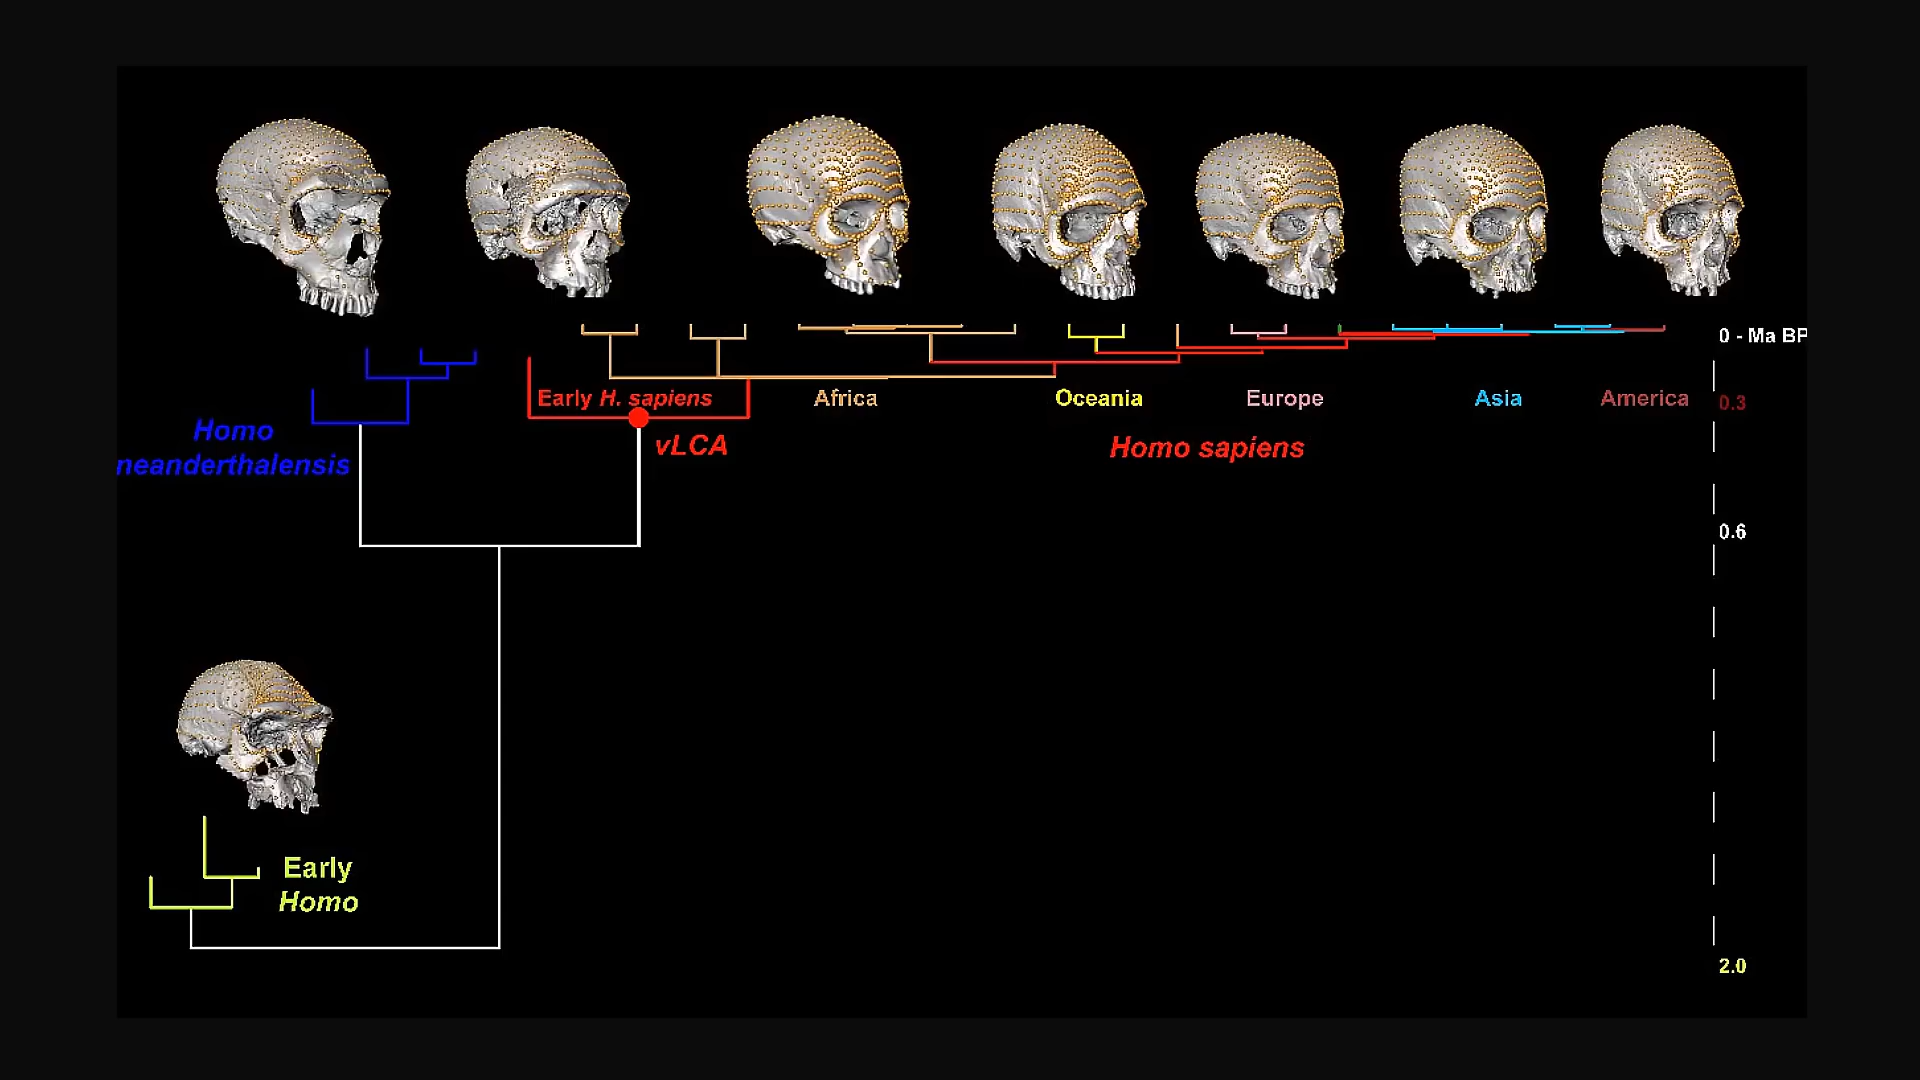 0 - Ma BP
Early H. sapiens
Africa
Oceania
Europe
Asia
America
0.3
Homo
neanderthalensis
vLCA
Homo sapiens
0.6
Early
Homo
2.0